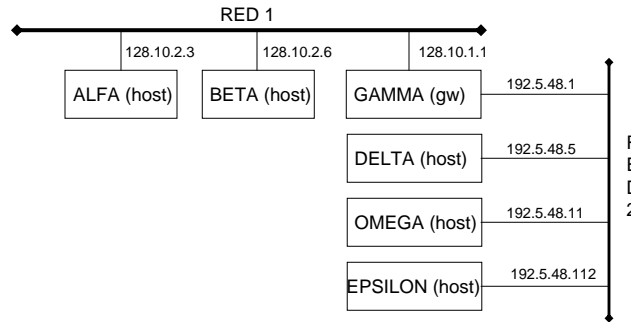 RED 1
128.10.2.3
128.10.2.6
128.10.1.1
ALFA (host)
BETA (host)
GAMMA (gw)
192.5.48.1
DELTA (host)
192.5.48.5
OMEGA (host)
192.5.48.11
EPSILON (host)
192.5.48.112
R
E
D
2